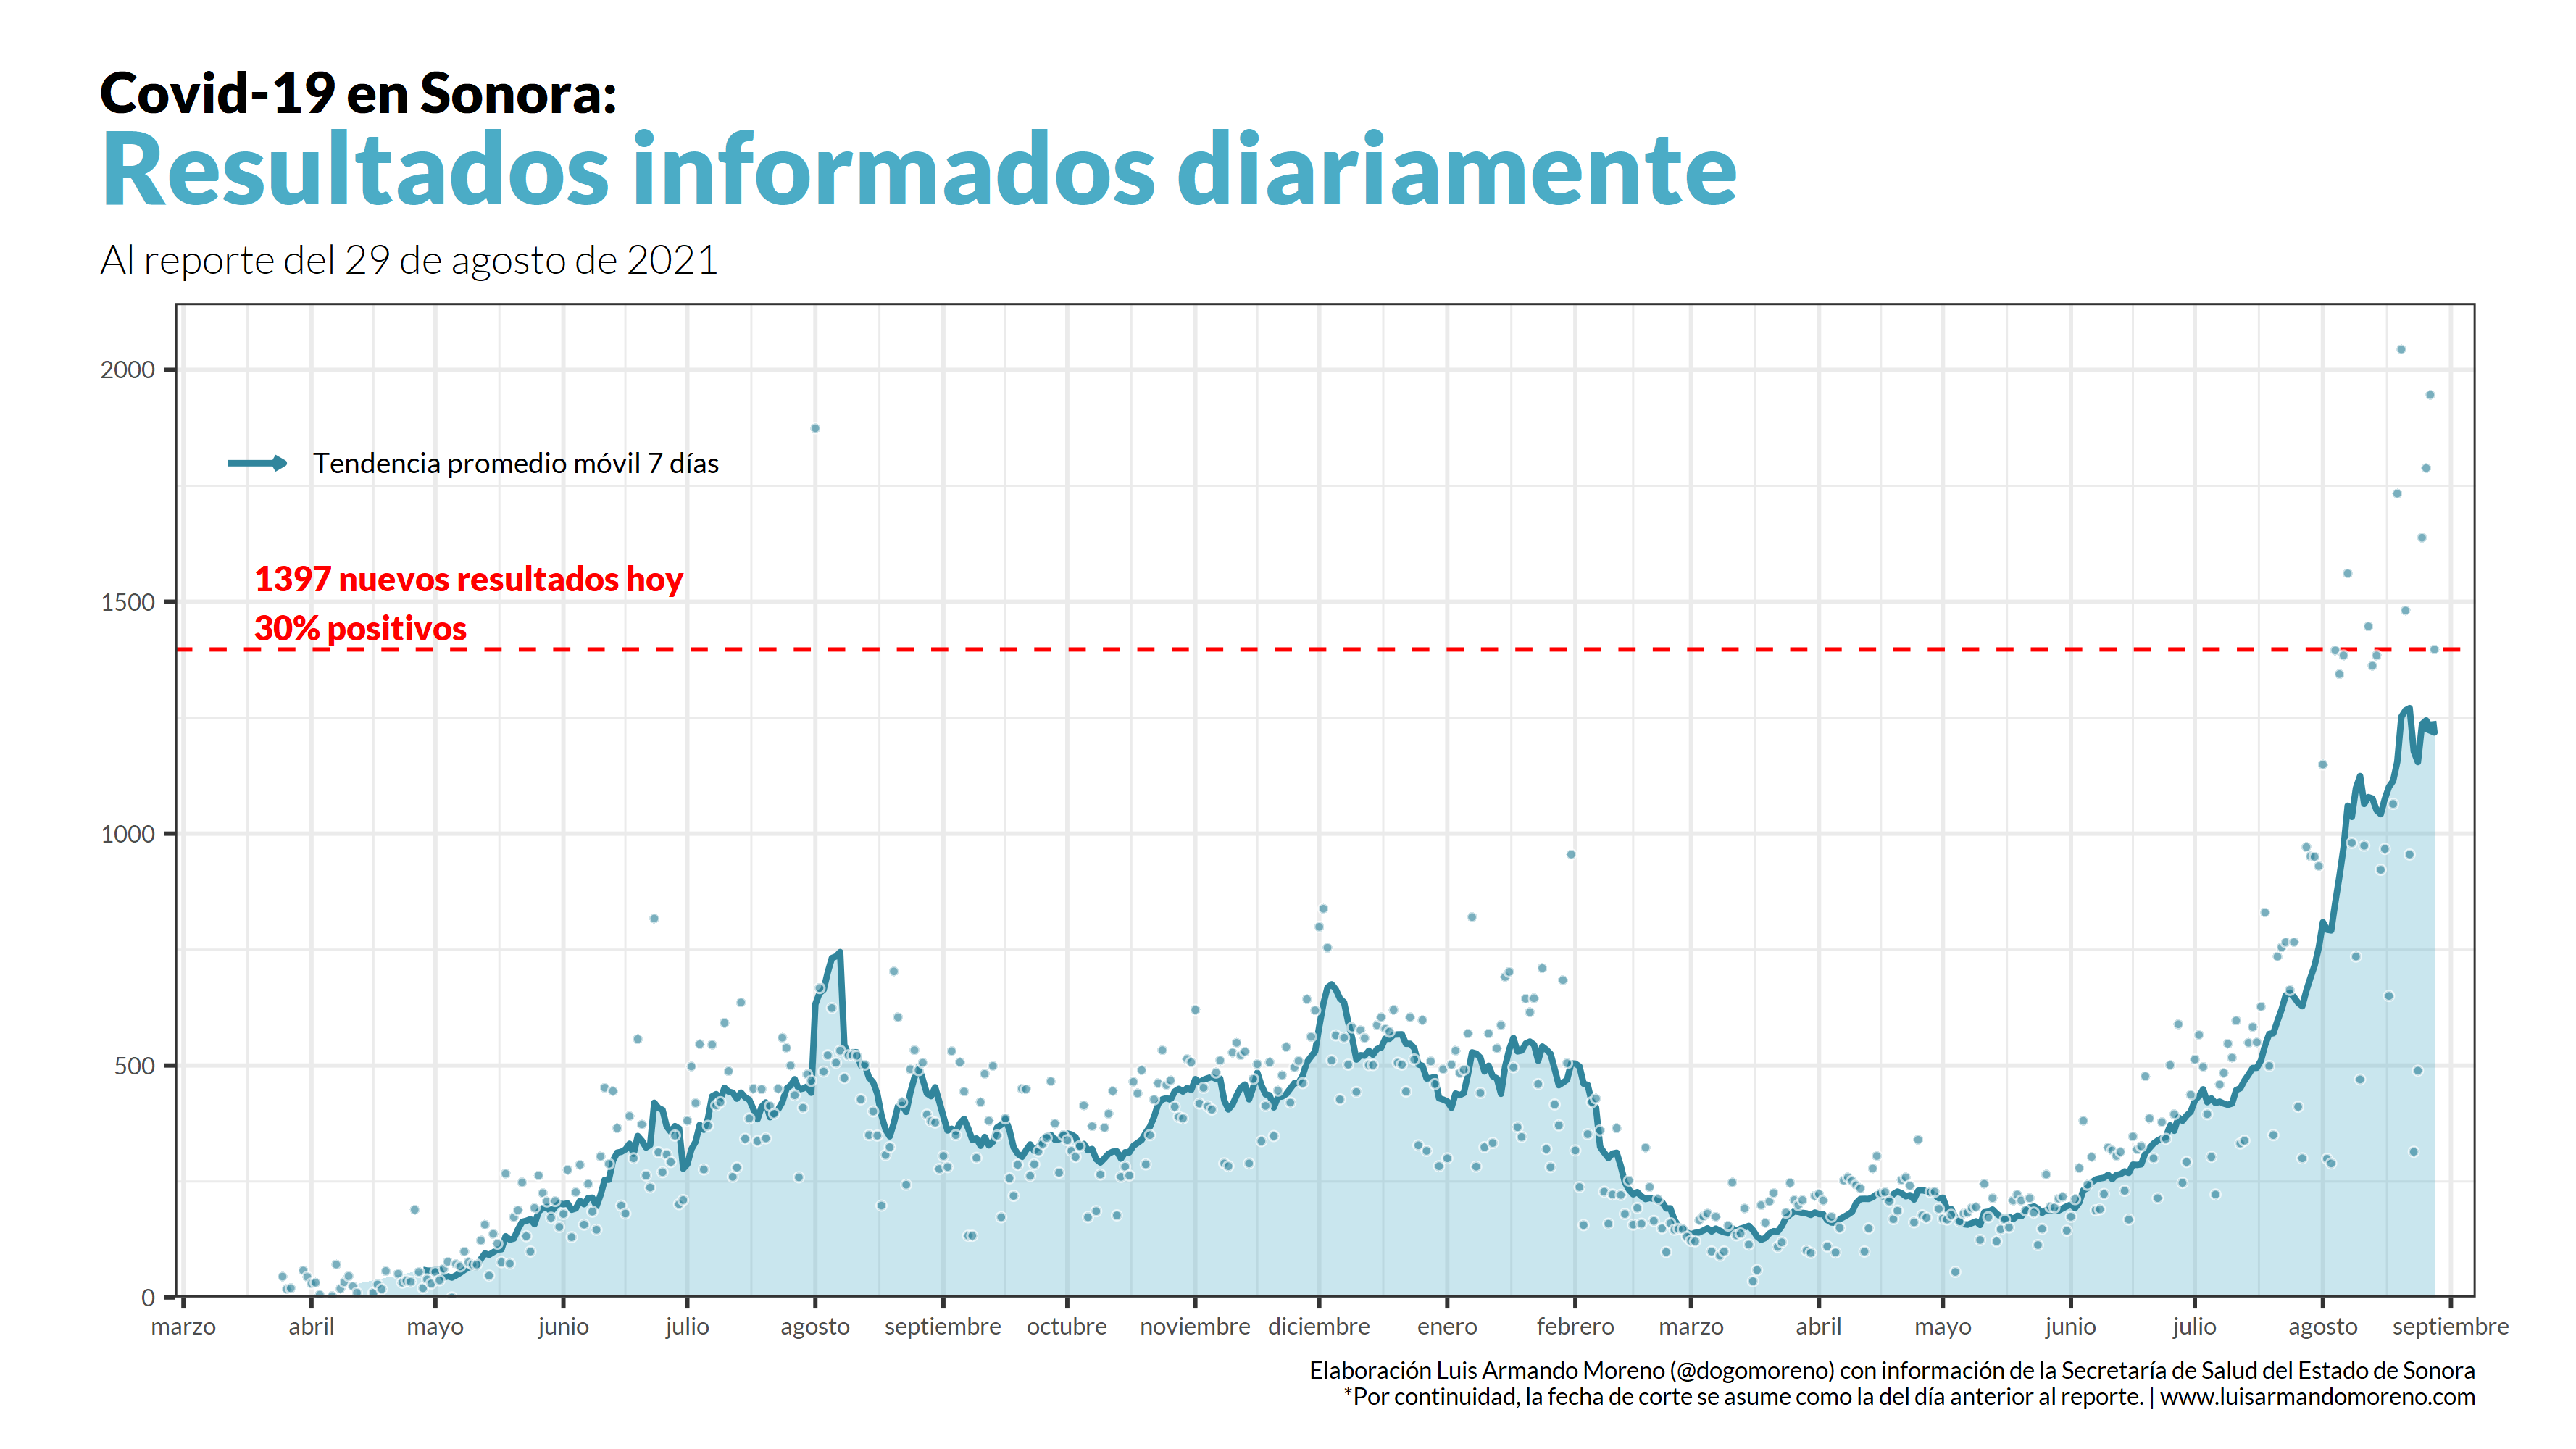 Covid-19 en Sonora:
Resultados informados diariamente
Al reporte del 29 de agosto de 2021
2000
Tendencia promedio móvil 7 días
1397 nuevos resultados hoy
1500
30% positivos
1000
500
0
marzo abril mayo junio julio agosto septiembre octubre noviembre diciembre enero febrero marzo abril mayo junio julio agosto septiembre
Elaboración Luis Armando Moreno (@dogomoreno) con información de la Secretaría de Salud del Estado de Sonora
*Por continuidad, la fecha de corte se asume como la del día anterior al reporte. | www.luisarmandomoreno.com